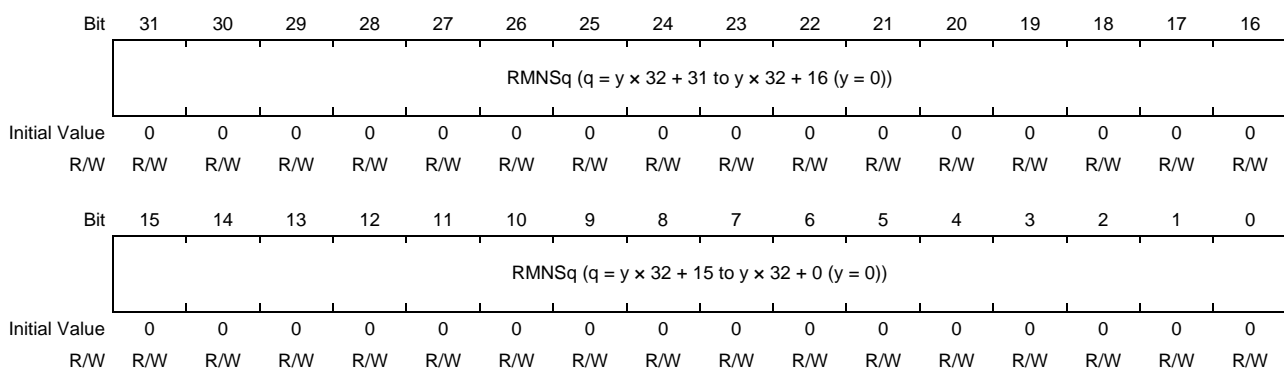 Bit 31 30 29 28 27 26 25 24 23 22 21 20 19 18 17 16
RMNSq (q = y × 32 + 31 to y × 32 + 16 (y = 0))
Initial Value 0 0 0 0 0 0 0 0 0 0 0 0 0 0 0 0
R/W R/W R/W R/W R/W R/W R/W R/W R/W R/W R/W R/W R/W R/W R/W R/W R/W
Bit 15 14 13 12 11 10 9 8 7 6 5 4 3 2 1 0
RMNSq (q = y × 32 + 15 to y × 32 + 0 (y = 0))
Initial Value 0 0 0 0 0 0 0 0 0 0 0 0 0 0 0 0
R/W R/W R/W R/W R/W R/W R/W R/W R/W R/W R/W R/W R/W R/W R/W R/W R/W